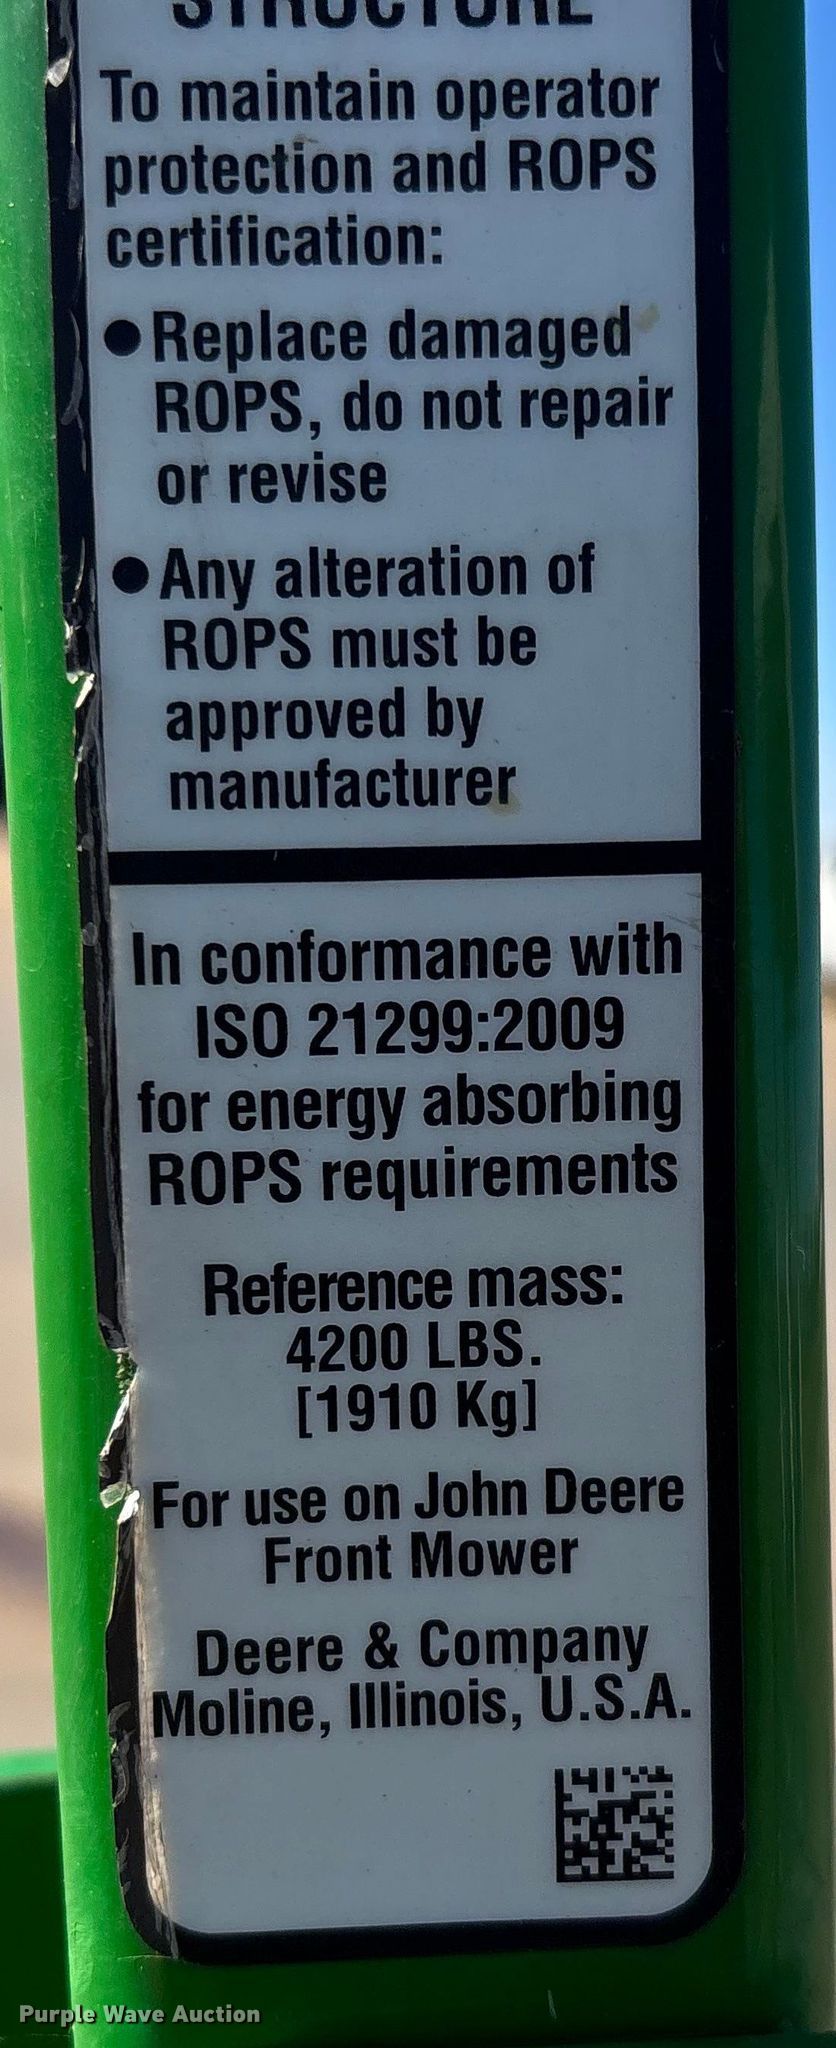 STRUCTURE
To maintain operator
protection and ROPS
certification:
●Replace damaged
ROPS, do not repair
or revise
●Any alteration of
ROPS must be
approved by
manufacturer
In conformance with
ISO 21299:2009
for energy absorbing
ROPS requirements
Reference mass:
4200 LBS.
[1910 Kg]
For use on John Deere
Front Mower
Deere & Company
Moline, Illinois, U.S.A.
Purple Wave Auction